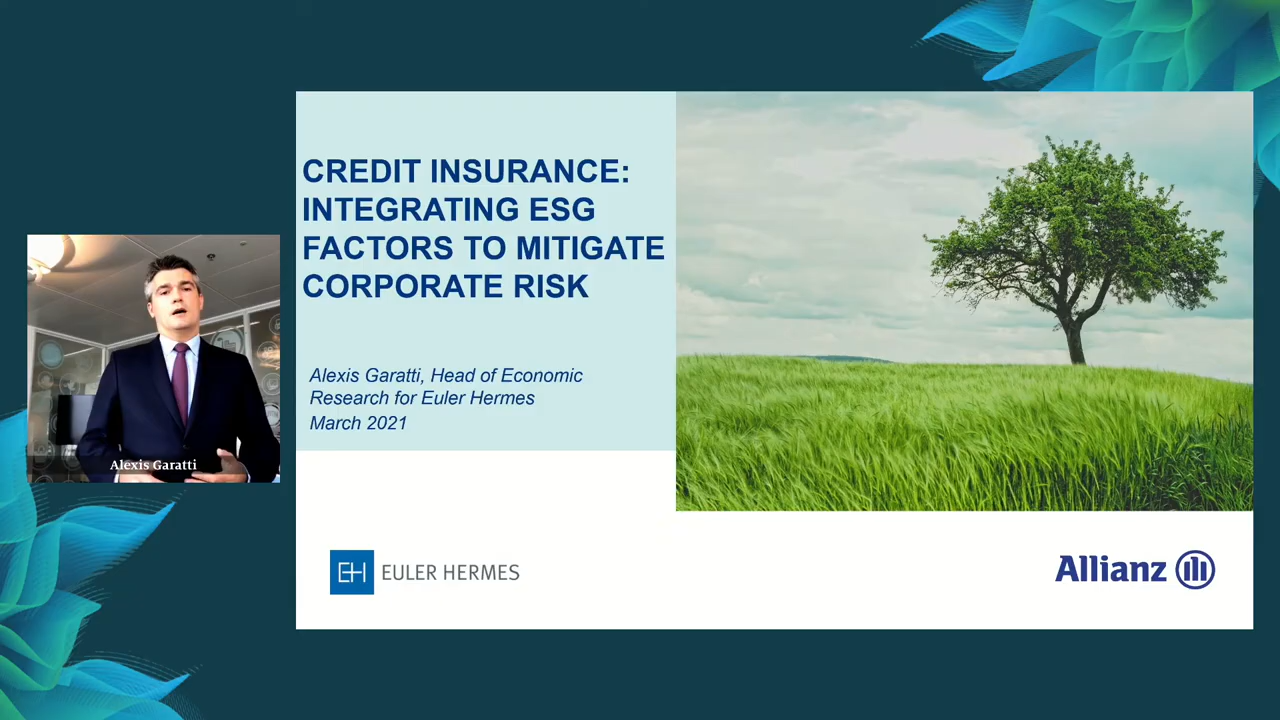 CREDIT INSURANCE:
INTEGRATING ESG
FACTORS TO MITIGATE
CORPORATE RISK
Alexis Garatti, Head of Economic
Research for Euler Hermes
March 2021
Alexis Garatti
EH EULER HERMES
Allianz